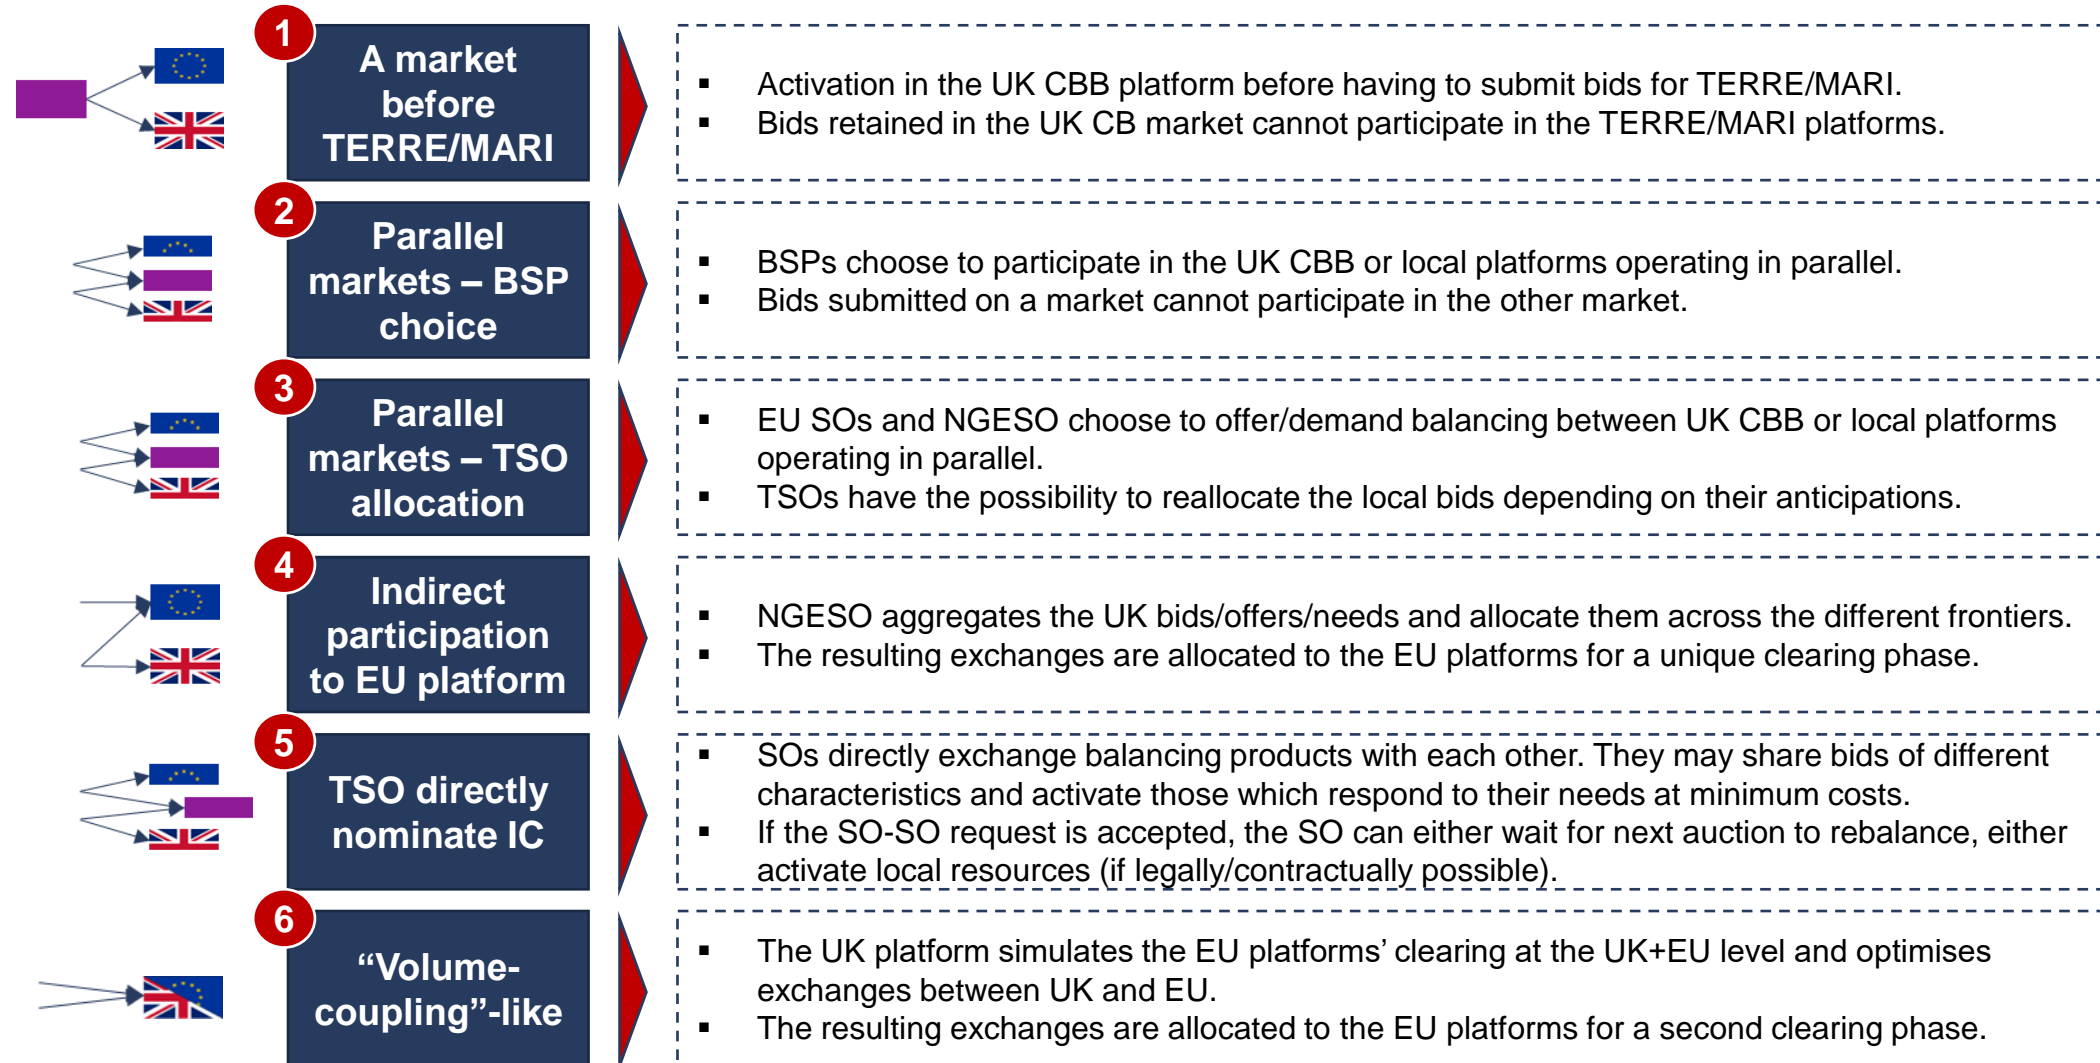 1
A market
before
TERRE/MARI
▪ Activation in the UK CBB platform before having to submit bids for TERRE/MARI.
▪ Bids retained in the UK CB market cannot participate in the TERRE/MARI platforms.
2
Parallel
markets – BSP
choice
▪ BSPs choose to participate in the UK CBB or local platforms operating in parallel.
▪ Bids submitted on a market cannot participate in the other market.
3
Parallel
markets – TSO
allocation
▪ EU SOs and NGESO choose to offer/demand balancing between UK CBB or local platforms
operating in parallel.
▪ TSOs have the possibility to reallocate the local bids depending on their anticipations.
4
Indirect
participation
to EU platform
▪ NGESO aggregates the UK bids/offers/needs and allocate them across the different frontiers.
▪ The resulting exchanges are allocated to the EU platforms for a unique clearing phase.
5
TSO directly
nominate IC
▪ SOs directly exchange balancing products with each other. They may share bids of different
characteristics and activate those which respond to their needs at minimum costs.
▪ If the SO-SO request is accepted, the SO can either wait for next auction to rebalance, either
activate local resources (if legally/contractually possible).
6
“Volume-
coupling”-like
▪ The UK platform simulates the EU platforms’ clearing at the UK+EU level and optimises
exchanges between UK and EU.
▪ The resulting exchanges are allocated to the EU platforms for a second clearing phase.